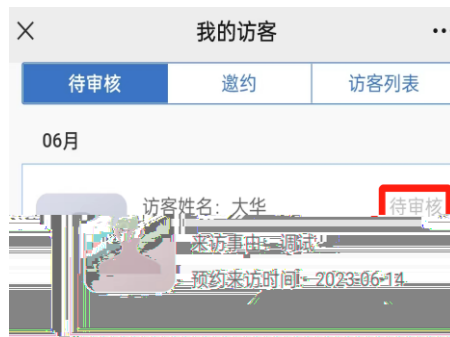 我的访客
待审核 邀约 访客列表
06月
访客姓名：大华 待审核
来访事由：调试
预约来访时间：2023-06-14